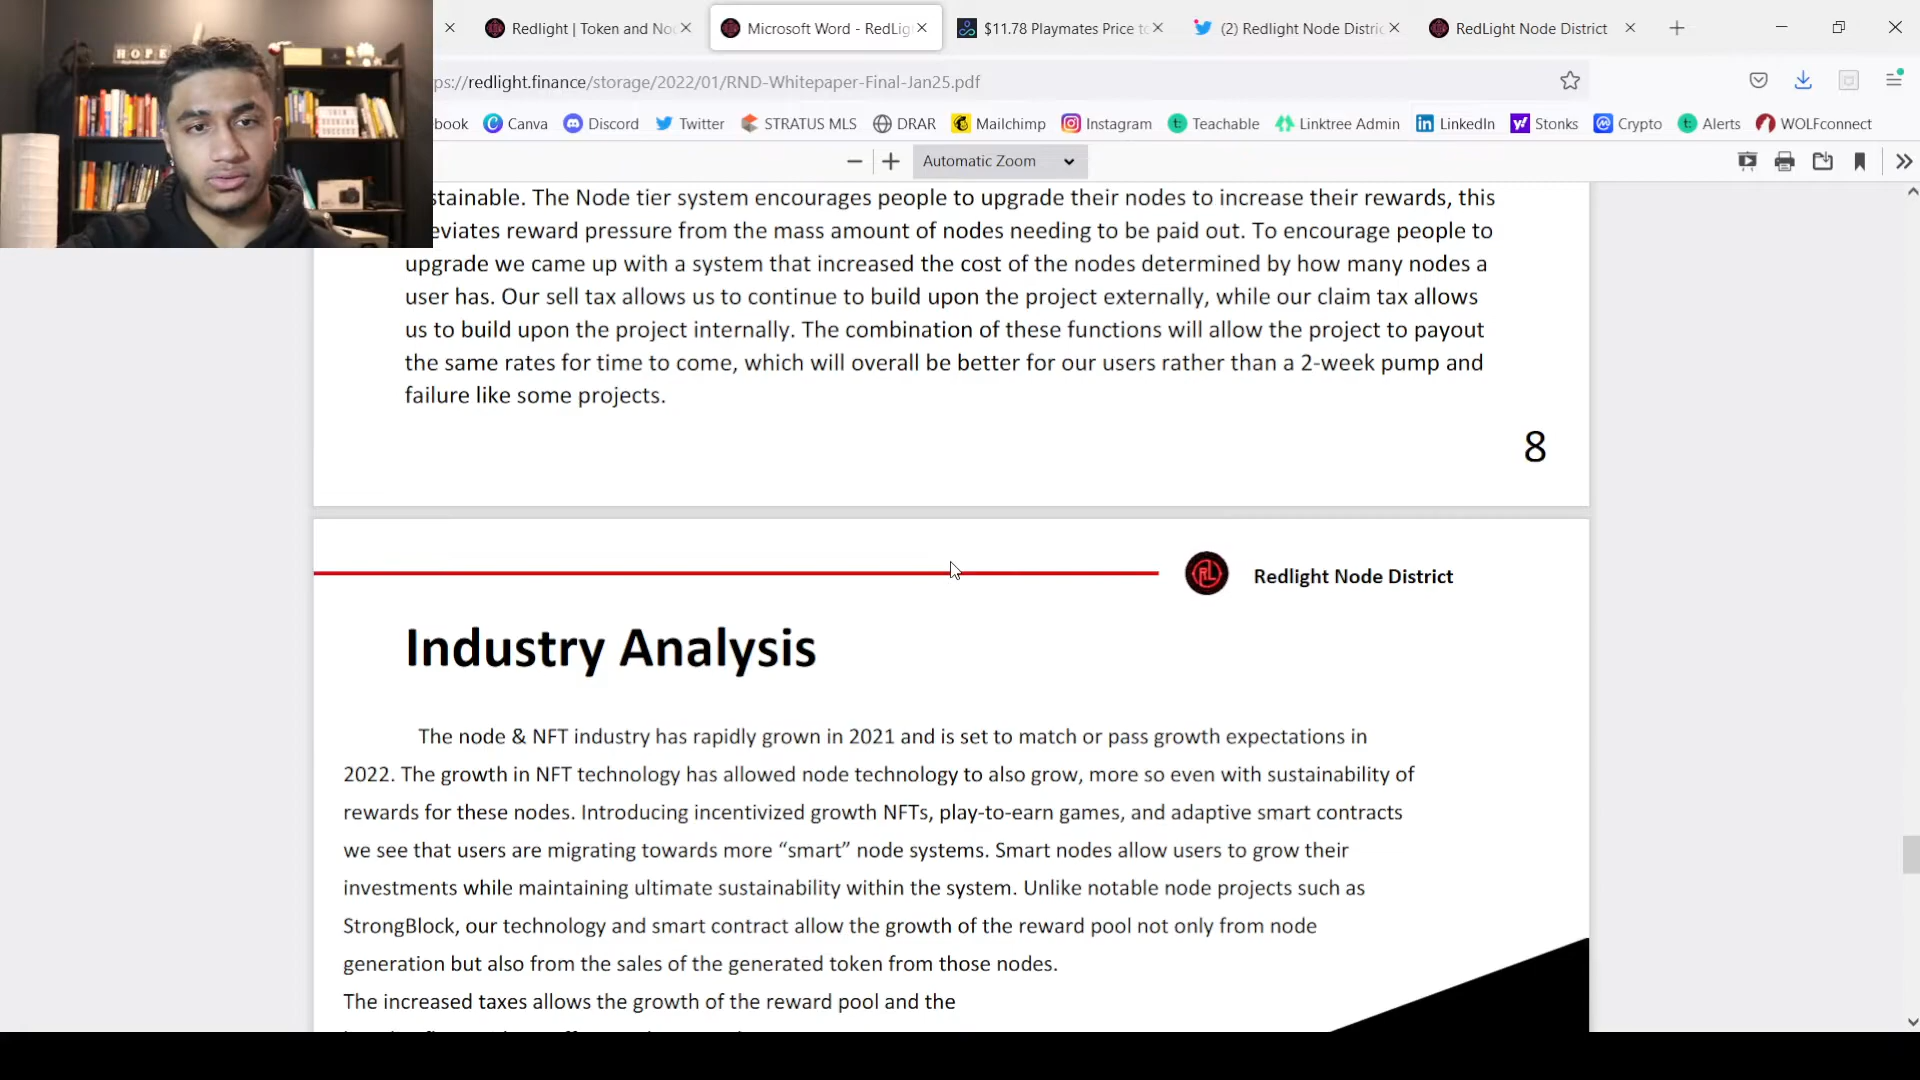 HOPE
Redlight | Token and No
Microsoft Word - RedLig
$11.78 Playmates Price to
(2) Redlight Node Distric
RedLight Node District
ps://redlight.finance/storage/2022/01/RND-Whitepaper-Final-Jan25.pdf
book
Canva
Discord
Twitter
STRATUS MLS
DRAR
Mailchimp
Instagram
Teachable
Linktree Admin
LinkedIn
Stonks
Crypto
Alerts
WOLFconnect
Automatic Zoom
stainable. The Node tier system encourages people to upgrade their nodes to increase their rewards, this
eviates reward pressure from the mass amount of nodes needing to be paid out. To encourage people to
upgrade we came up with a system that increased the cost of the nodes determined by how many nodes a
user has. Our sell tax allows us to continue to build upon the project externally, while our claim tax allows
us to build upon the project internally. The combination of these functions will allow the project to payout
the same rates for time to come, which will overall be better for our users rather than a 2-week pump and
failure like some projects.
8
RL
Redlight Node District
Industry Analysis
The node & NFT industry has rapidly grown in 2021 and is set to match or pass growth expectations in
2022. The growth in NFT technology has allowed node technology to also grow, more so even with sustainability of
rewards for these nodes. Introducing incentivized growth NFTs, play-to-earn games, and adaptive smart contracts
we see that users are migrating towards more “smart” node systems. Smart nodes allow users to grow their
investments while maintaining ultimate sustainability within the system. Unlike notable node projects such as
StrongBlock, our technology and smart contract allow the growth of the reward pool not only from node
generation but also from the sales of the generated token from those nodes.
The increased taxes allows the growth of the reward pool and the